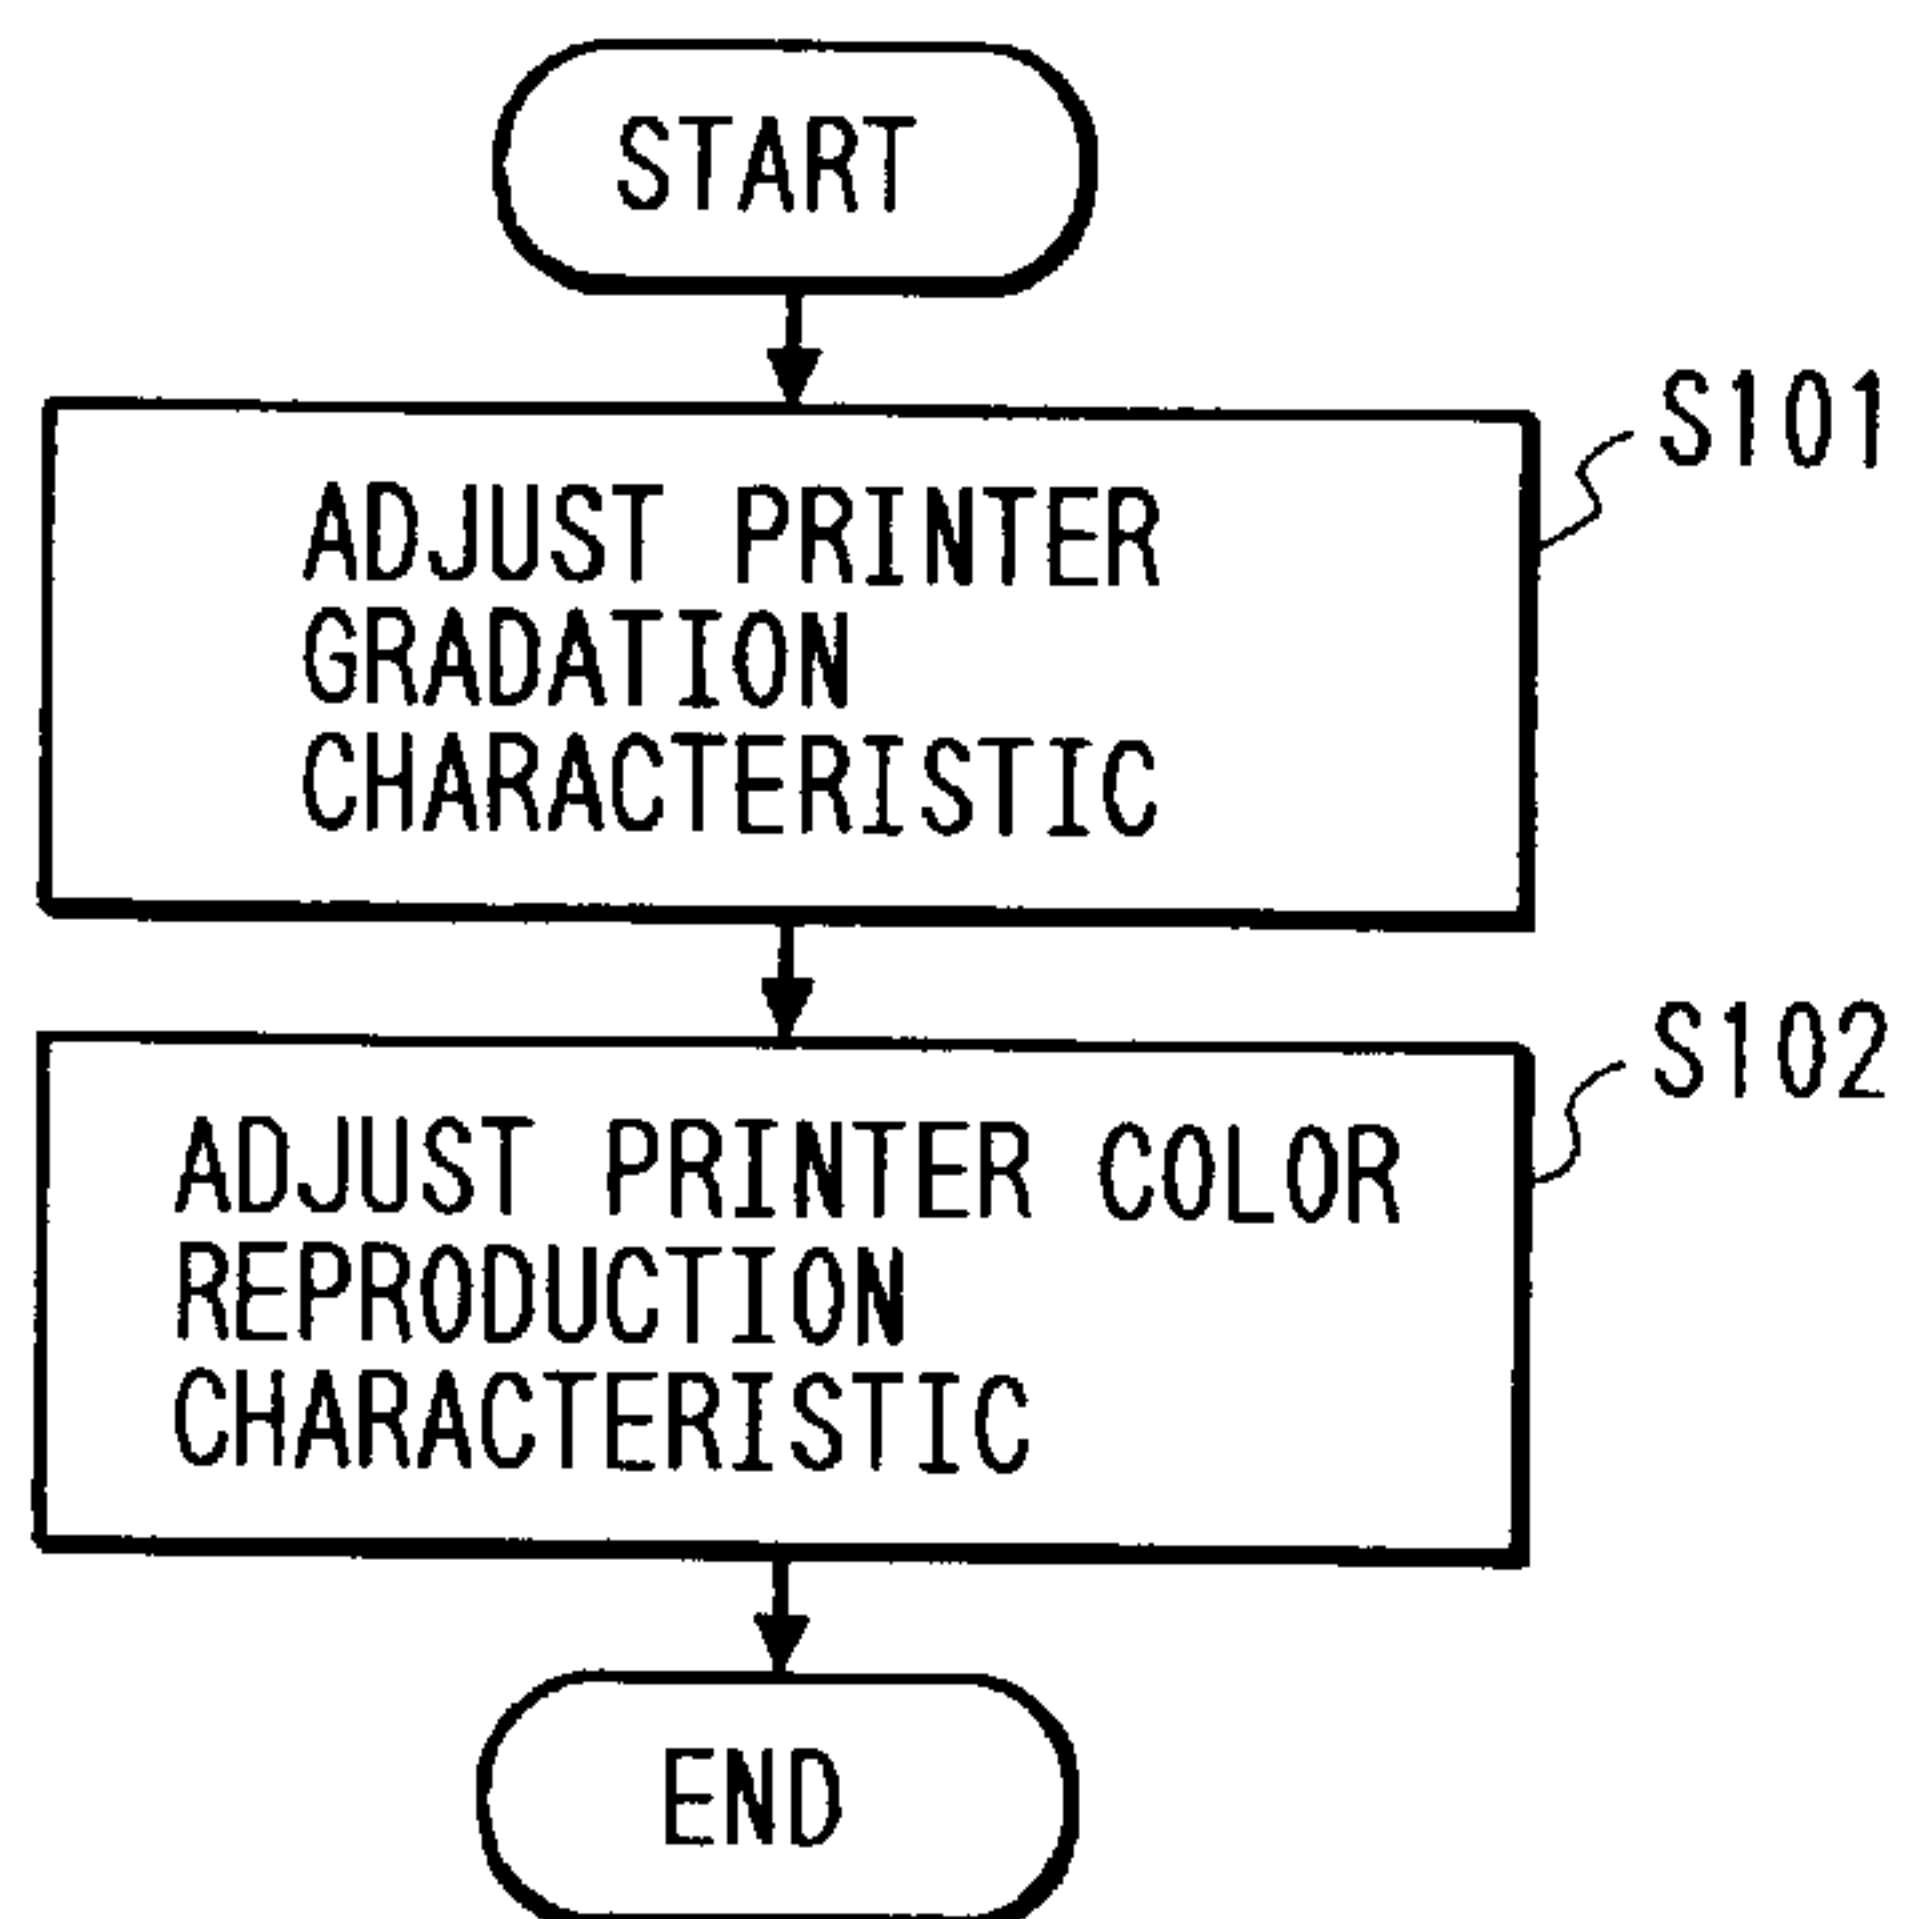 START
S101
ADJUST PRINTER
GRADATION
CHARACTERISTIC
S102
ADJUST PRINTER COLOR
REPRODUCTION
CHARACTERISTIC
END